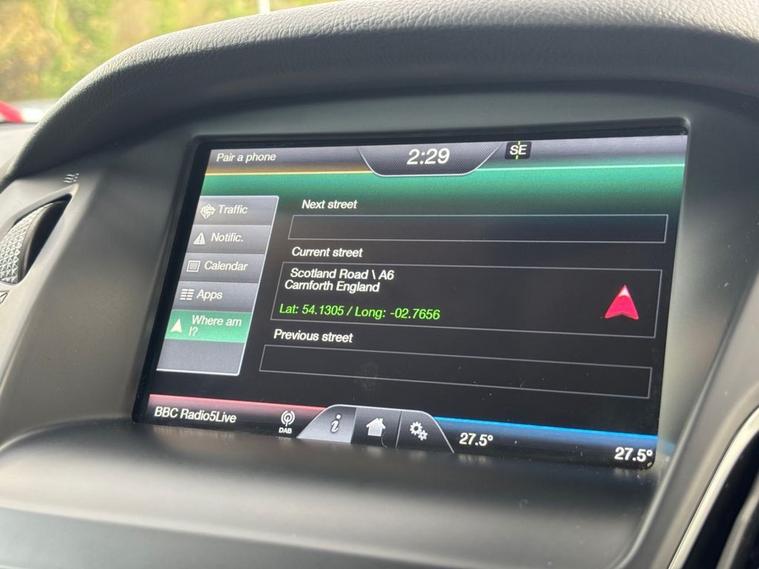 Pair a phone
2:29
SE
Traffic
Notific.
Calendar
Apps
Where am
I?
Next street
Current street
Scotland Road \ A6
Carnforth England
Lat: 54.1305 / Long: -02.7656
Previous street
BBC Radio5Live
DAB
i
27.5°
27.5°